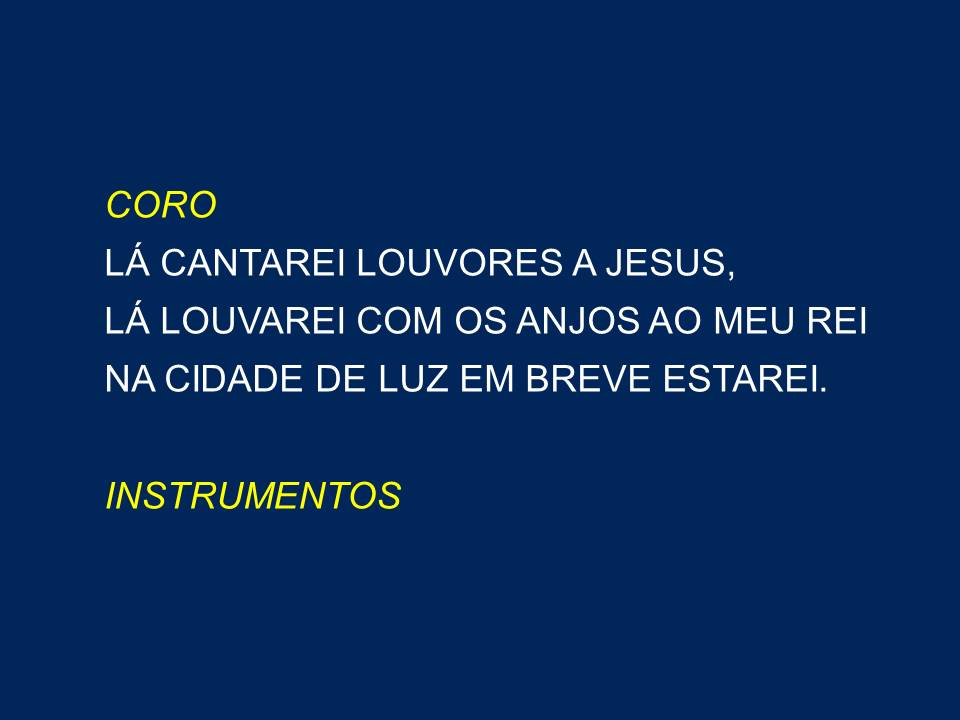 CORO
LÁ CANTAREI LOUVORES A JESUS,
LÁ LOUVAREI COM OS ANJOS AO MEU REI
NA CIDADE DE LUZ EM BREVE ESTAREI.
INSTRUMENTOS